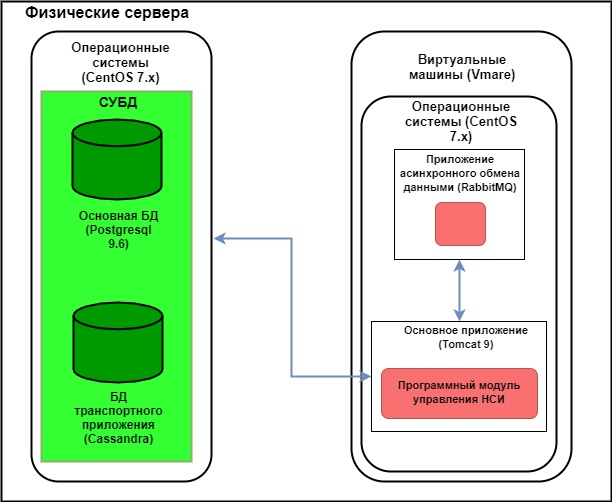 Физические сервера
Операционные
системы
(CentOS 7.x)
СУБД
Основная БД
(Postgresql
9.6)
БД
транспортного
приложения
(Cassandra)
Виртуальные
машины (Vmare)
Операционные
системы (CentOS
7.x)
Приложение
асинхронного обмена
данными (RabbitMQ)
Основное приложение
(Tomcat 9)
Программный модуль
управления НСИ